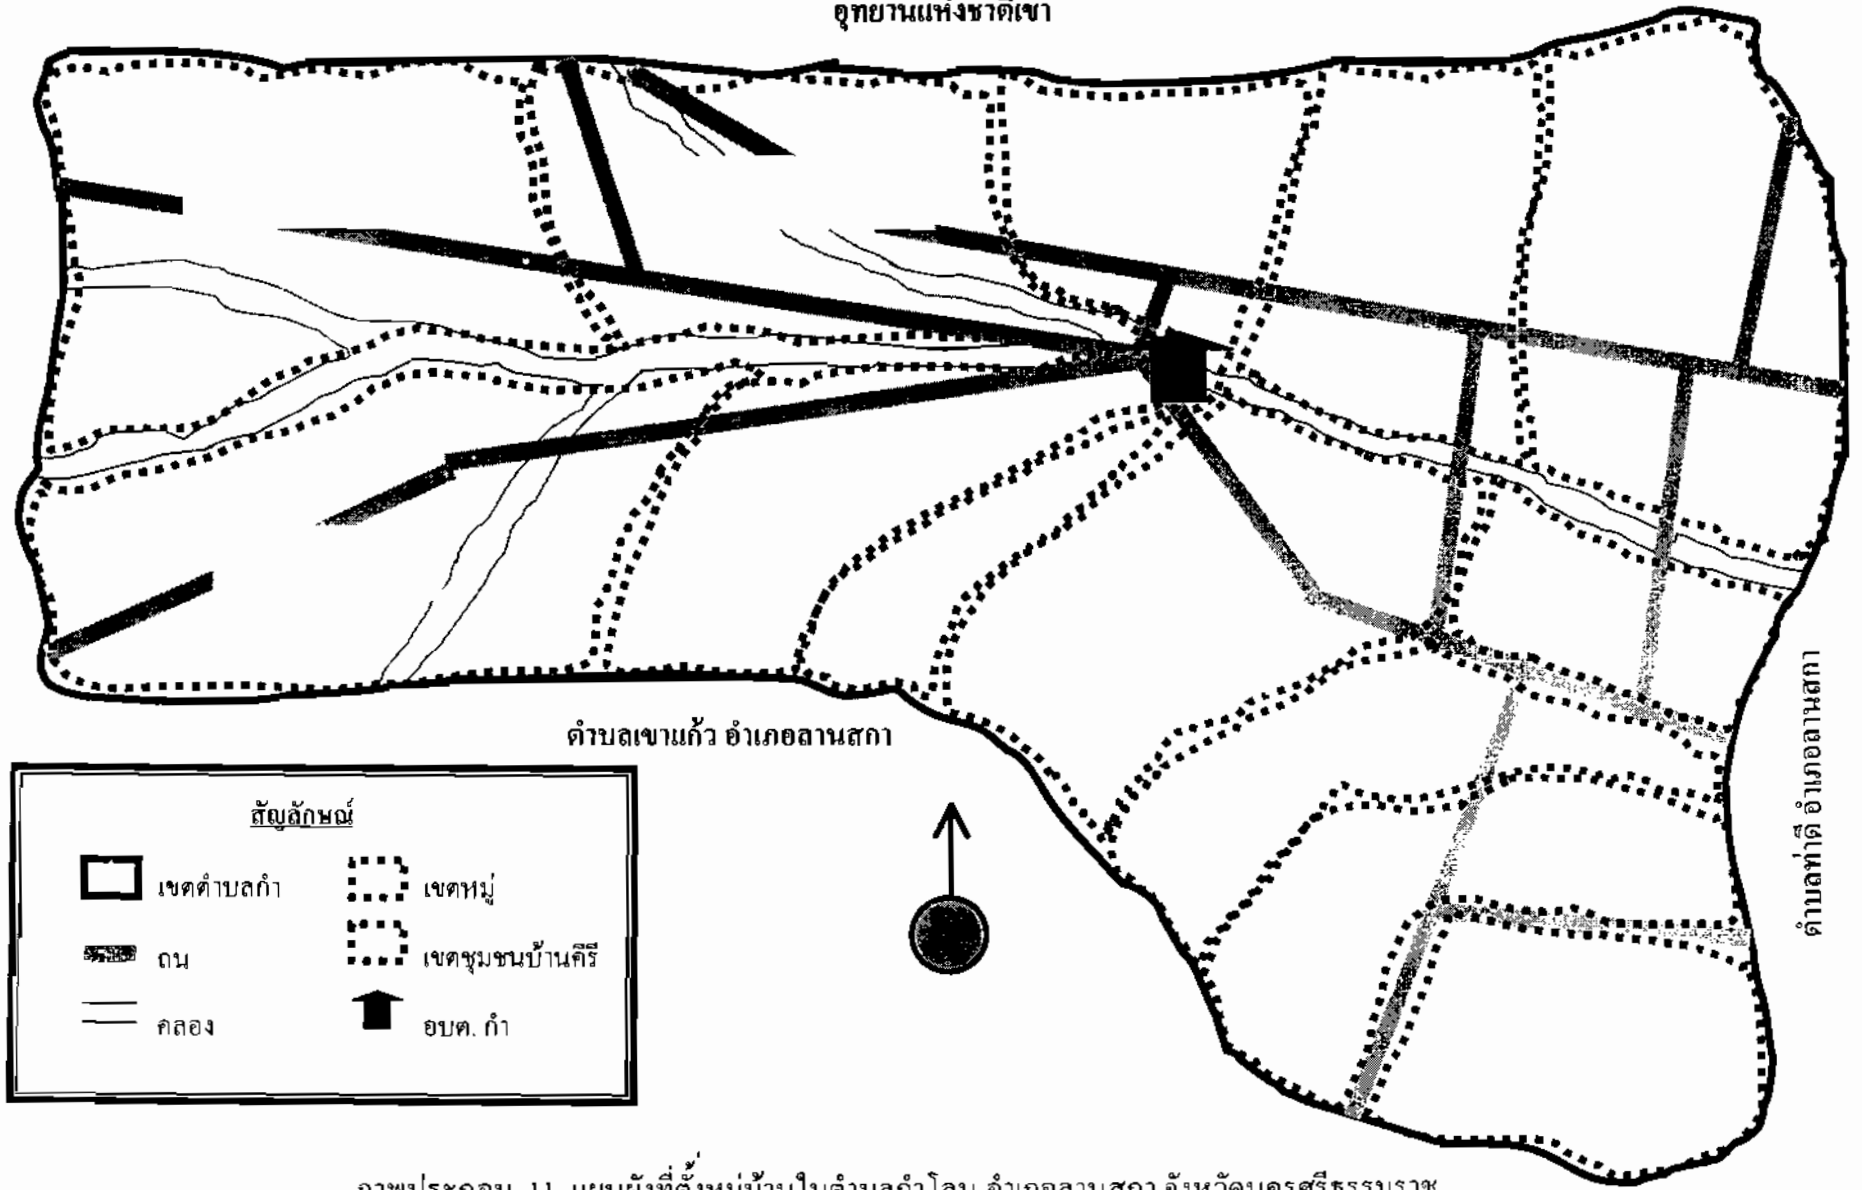 อุทยานแห่งชาติเขา
ตำบลเขาแก้ว อำเภอลานสกา
ตำบลท่าดี อำเภอลานสกา
สัญลักษณ์
เขตตำบลกำ
เขตหมู่
ถน
เขตชุมชนบ้านคีรี
คลอง
อบต. กำ
ภาพประกอบ 11 แผนผังที่ตั้งหมู่บ้านในตำบลกำโลน อำเภอลานสกา จังหวัดนครศรีธรรมราช